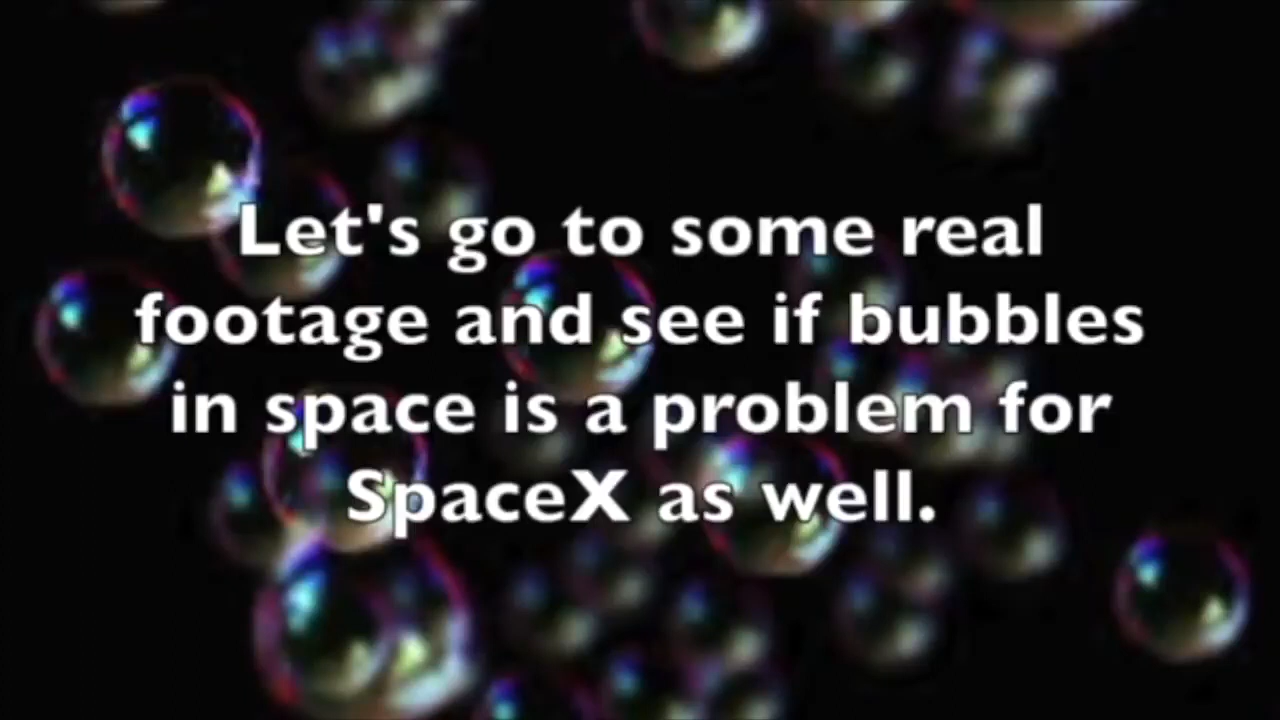 Let's go to some real
footage and see if bubbles
in space is a problem for
SpaceX as well.